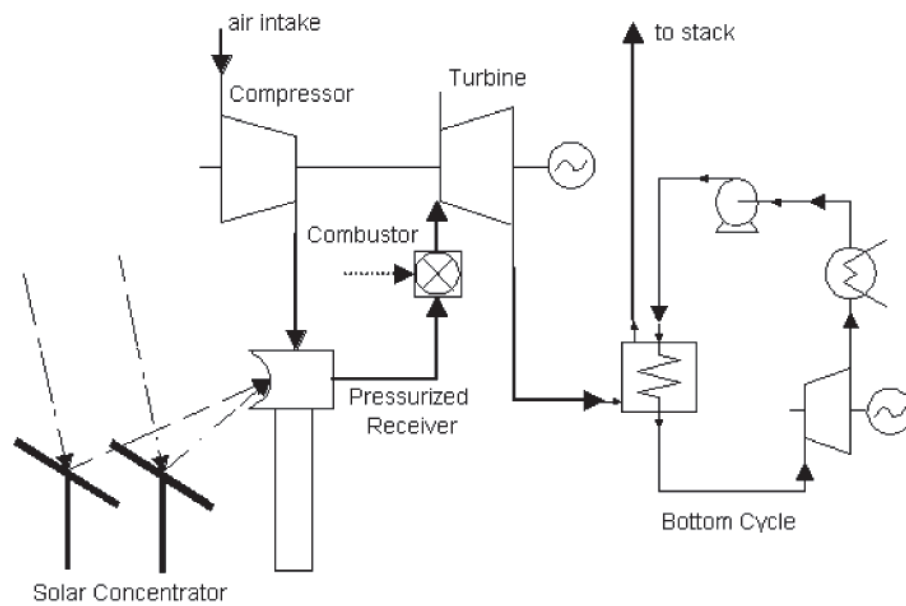 air intake
to stack
Turbine
Compressor
Combustor
Pressurized
Receiver
Bottom Cycle
Solar Concentrator